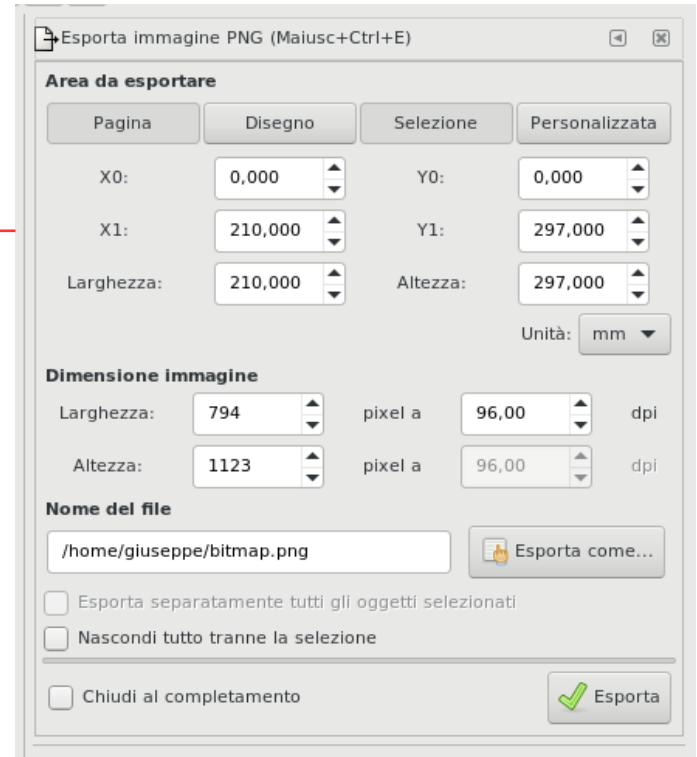 Esporta immagine PNG (Maiusc+Ctrl+E)
Area da esportare
Pagina Disegno Selezione Personalizzata
X0: 0,000 Y0: 0,000
X1: 210,000 Y1: 297,000
Larghezza: 210,000 Altezza: 297,000
Unità: mm
Dimensione immagine
Larghezza: 794 pixel a 96,00 dpi
Altezza: 1123 pixel a 96,00 dpi
Nome del file
/home/giuseppe/bitmap.png Esporta come...
Esporta separatamente tutti gli oggetti selezionati
Nascondi tutto tranne la selezione
Chiudi al completamento Esporta